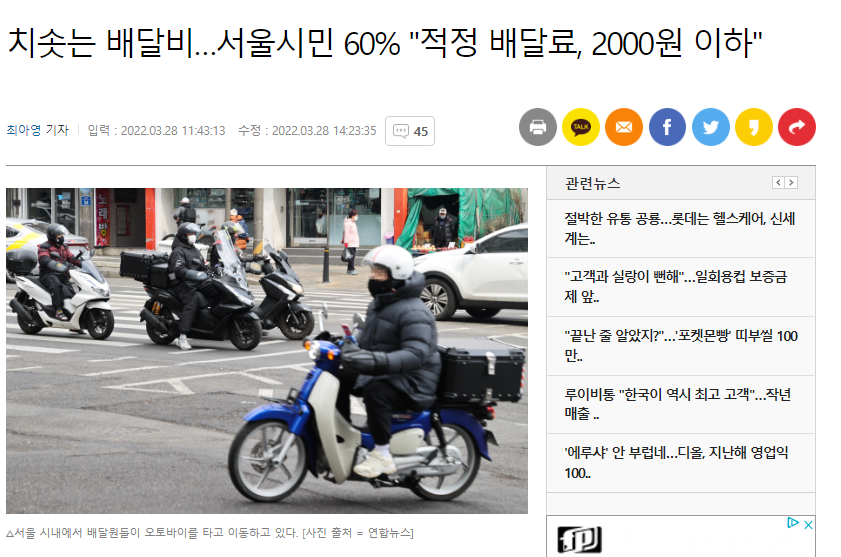 치솟는 배달비…서울시민 60% "적정 배달료, 2000원 이하"
최아영 기자 입력 : 2022.03.28 11:43:13 수정 : 2022.03.28 14:23:35 45
TALK
관련뉴스
절박한 유통 공룡…롯데는 헬스케어, 신세
계는..
"고객과 실랑이 뻔해"…일회용컵 보증금
제 앞..
"끝난 줄 알았지?"…'포켓몬빵' 띠부씰 100
만..
루이비통 "한국이 역시 최고 고객"…작년
매출 ..
'에루샤' 안 부럽네…디올, 지난해 영업익
100..
노래방
△서울 시내에서 배달원들이 오토바이를 타고 이동하고 있다. [사진 출처 = 연합뉴스]